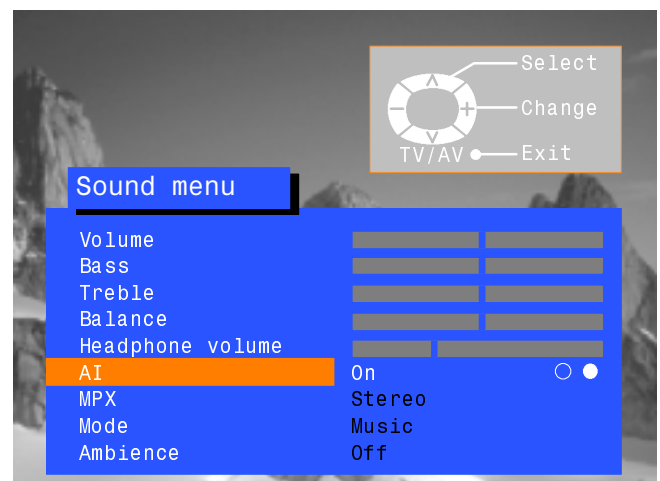 Select
Change
TV/AV Exit
Sound menu
Volume
Bass
Treble
Balance
Headphone volume
AI On
MPX Stereo
Mode Music
Ambience Off